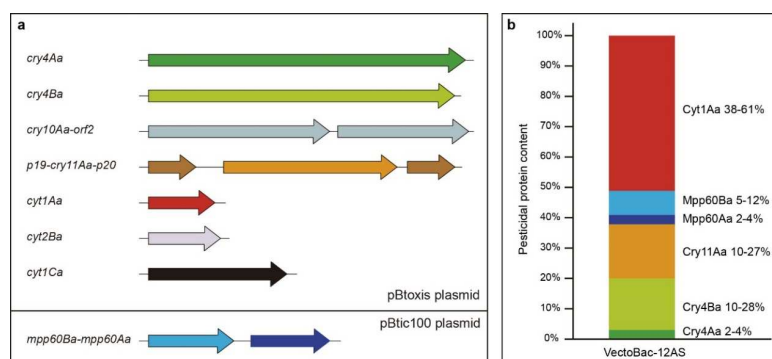 a
cry4Aa
cry4Ba
cry10Aa-orf2
p19-cry11Aa-p20
cyt1Aa
cyt2Ba
cyt1Ca
pBtoxis plasmid
pBtic100 plasmid
mpp60Ba-mpp60Aa
b
Pesticidal protein content
100%
90%
80%
70%
60%
50%
40%
30%
20%
10%
0%
Cyt1Aa 38-61%
Mpp60Ba 5-12%
Mpp60Aa 2-4%
Cry11Aa 10-27%
Cry4Ba 10-28%
Cry4Aa 2-4%
VectoBac-12AS